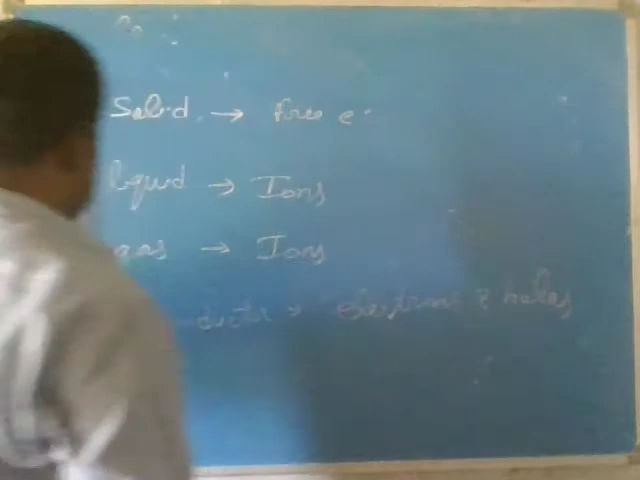 Solid → free e-
liquid → Ions
gas → Ions
electrons & holes